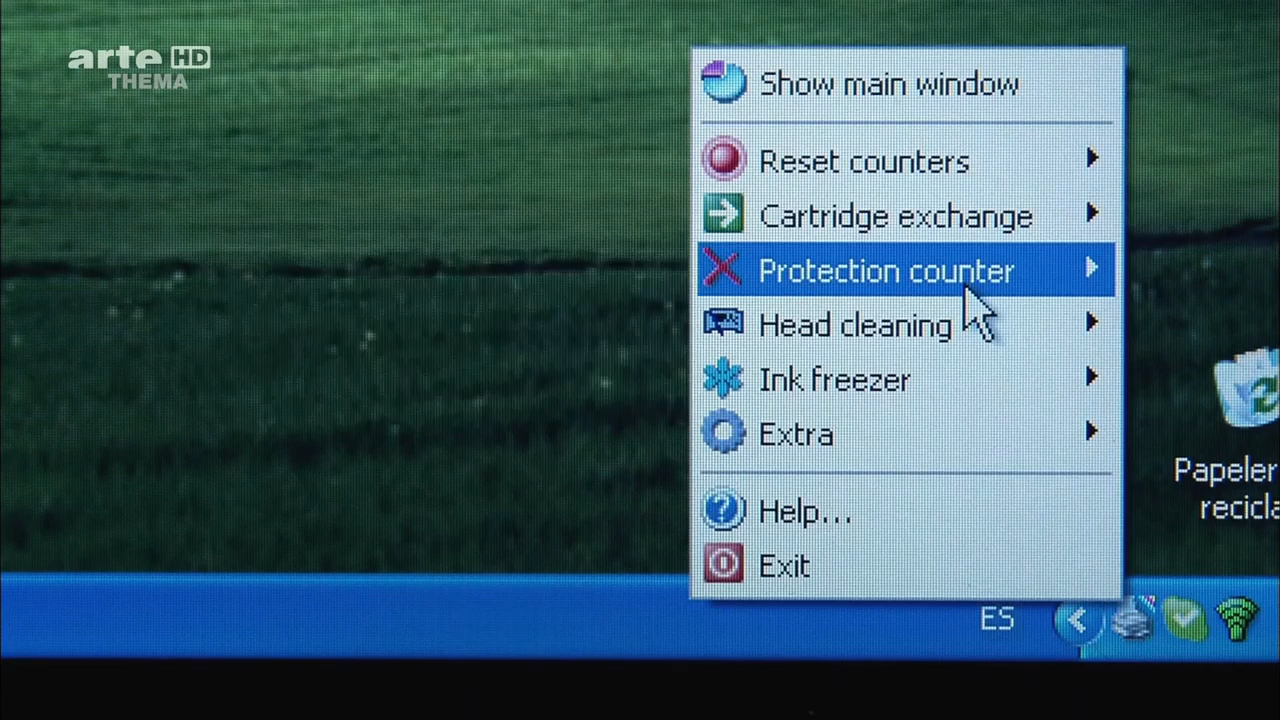 arte HD
THEMA
Show main window
Reset counters
Cartridge exchange
Protection counter
Head cleaning
Ink freezer
Extra
Help...
Exit
Papeler
recicla
ES